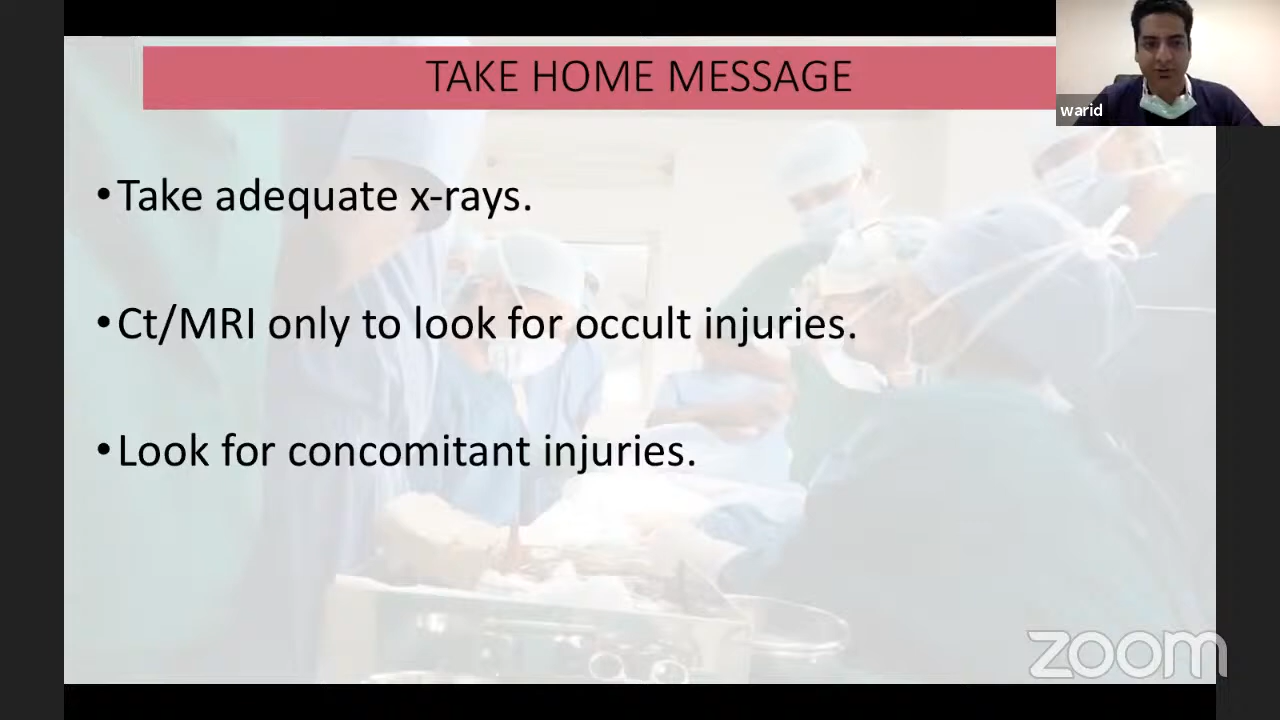 TAKE HOME MESSAGE
warid
•Take adequate x-rays.
•Ct/MRI only to look for occult injuries.
•Look for concomitant injuries.
zoom